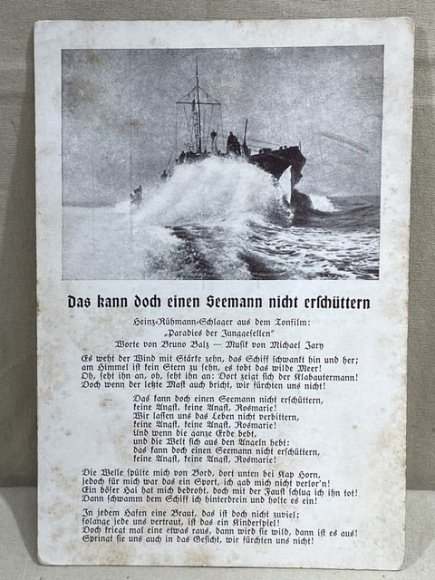 Das kann doch einen Seemann nicht erschüttern
Heinz-Rühmann-Schlager aus dem Tonfilm:
„Paradies der Junggesellen“
Worte von Bruno Balz — Musik von Michael Jary
Es weht der Wind mit Stärke zehn, das Schiff schwankt hin und her;
am Himmel ist kein Stern zu sehn, es tobt das wilde Meer!
Oh, seht ihn an, oh, seht ihn an: Dort zeigt sich der Klabautermann!
Doch wenn der letzte Mast auch bricht, wir fürchten uns nicht!
Das kann doch einen Seemann nicht erschüttern,
keine Angst, keine Angst, Rosmarie!
Wir lassen uns das Leben nicht verbittern,
keine Angst, keine Angst, Rosmarie!
Und wenn die ganze Erde bebt,
und die Welt sich aus den Angeln hebt:
das kann doch einen Seemann nicht erschüttern,
keine Angst, keine Angst, Rosmarie!
Die Welle spülte mich von Bord, dort unten bei Kap Horn,
jedoch für mich war das ein Sport, ich gab mich nicht verlor'n!
Ein böser Hai hat mich bedroht, doch mit der Faust schlug ich ihn tot!
Dann schwamm dem Schiff ich hinterdrein und holte es ein!
In jedem Hafen eine Braut, das ist doch nicht zuviel;
solange jede uns vertraut, ist das ein Kinderspiel!
Doch kriegt mal eine etwas raus, dann wird sie wild, dann ist es aus!
Springt sie uns auch in das Gesicht, wir fürchten uns nicht!